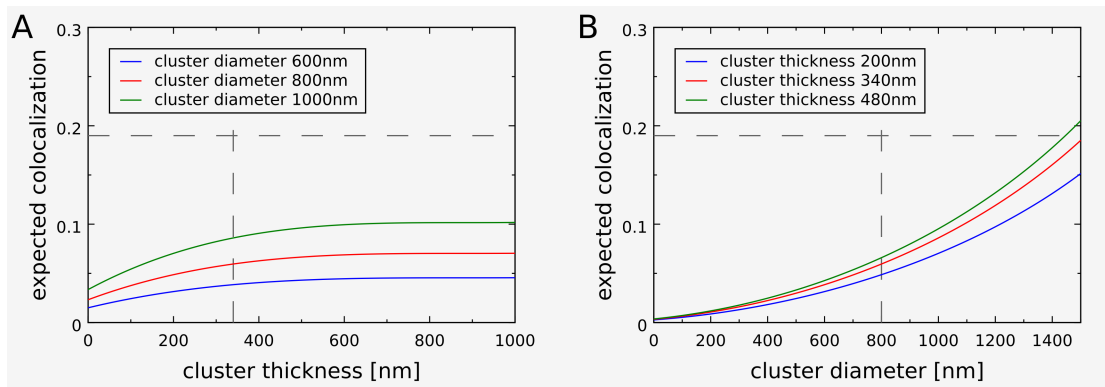 A
expected colocalization
0.3
0.2
0.1
0
cluster diameter 600nm
cluster diameter 800nm
cluster diameter 1000nm
0 200 400 600 800 1000
cluster thickness [nm]
B
expected colocalization
0.3
0.2
0.1
0
cluster thickness 200nm
cluster thickness 340nm
cluster thickness 480nm
0 200 400 600 800 1000 1200 1400
cluster diameter [nm]